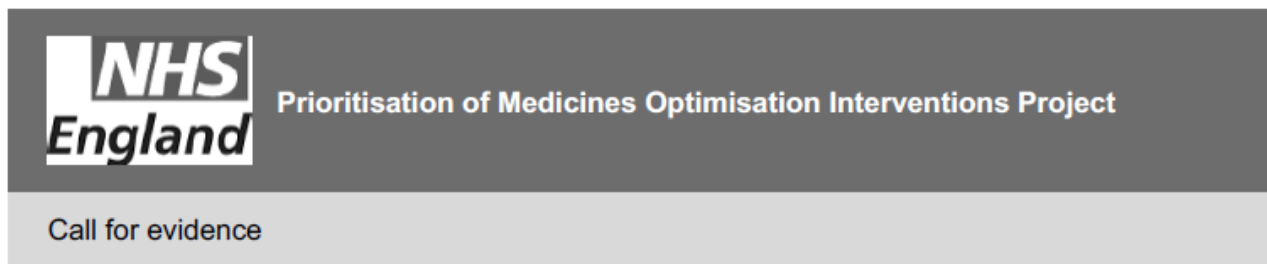 NHS
England
Prioritisation of Medicines Optimisation Interventions Project
Call for evidence